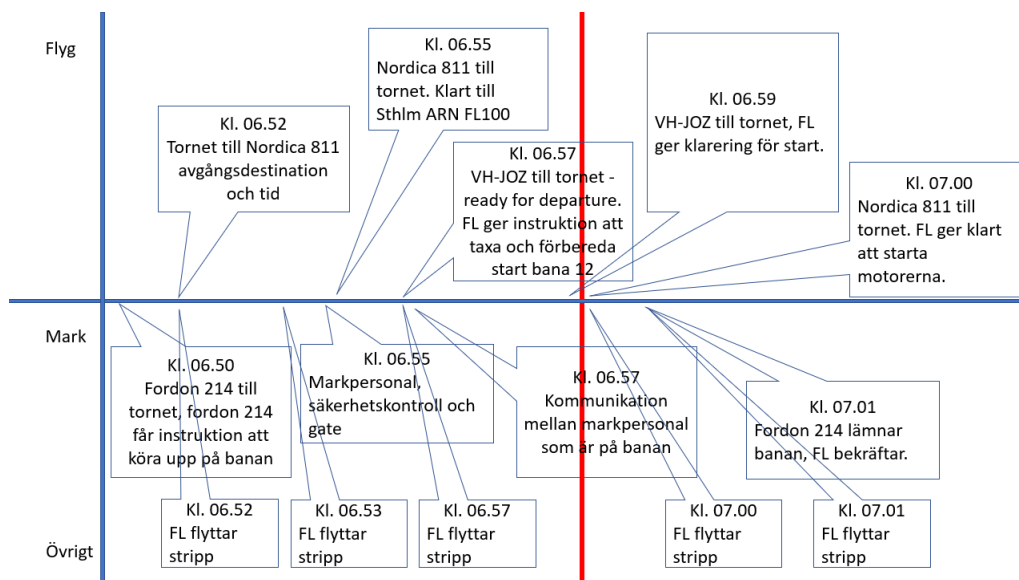 Flyg
Kl. 06.52
Tornet till Nordica 811
avgångsdestination
och tid
Kl. 06.55
Nordica 811 till
tornet. Klart till
Sthlm ARN FL100
Kl. 06.57
VH-JOZ till tornet -
ready for departure.
FL ger instruktion att
taxa och förbereda
start bana 12
Kl. 06.59
VH-JOZ till tornet, FL
ger klarering för start.
Kl. 07.00
Nordica 811 till
tornet. FL ger klart
att starta
motorerna.
Mark
Kl. 06.50
Fordon 214 till
tornet, fordon 214
får instruktion att
köra upp på banan
Kl. 06.55
Markpersonal,
säkerhetskontroll och
gate
Kl. 06.57
Kommunikation
mellan markpersonal
som är på banan
Kl. 07.01
Fordon 214 lämnar
banan, FL bekräftar.
Övrigt
Kl. 06.52
FL flyttar
stripp
Kl. 06.53
FL flyttar
stripp
Kl. 06.57
FL flyttar
stripp
Kl. 07.00
FL flyttar
stripp
Kl. 07.01
FL flyttar
stripp